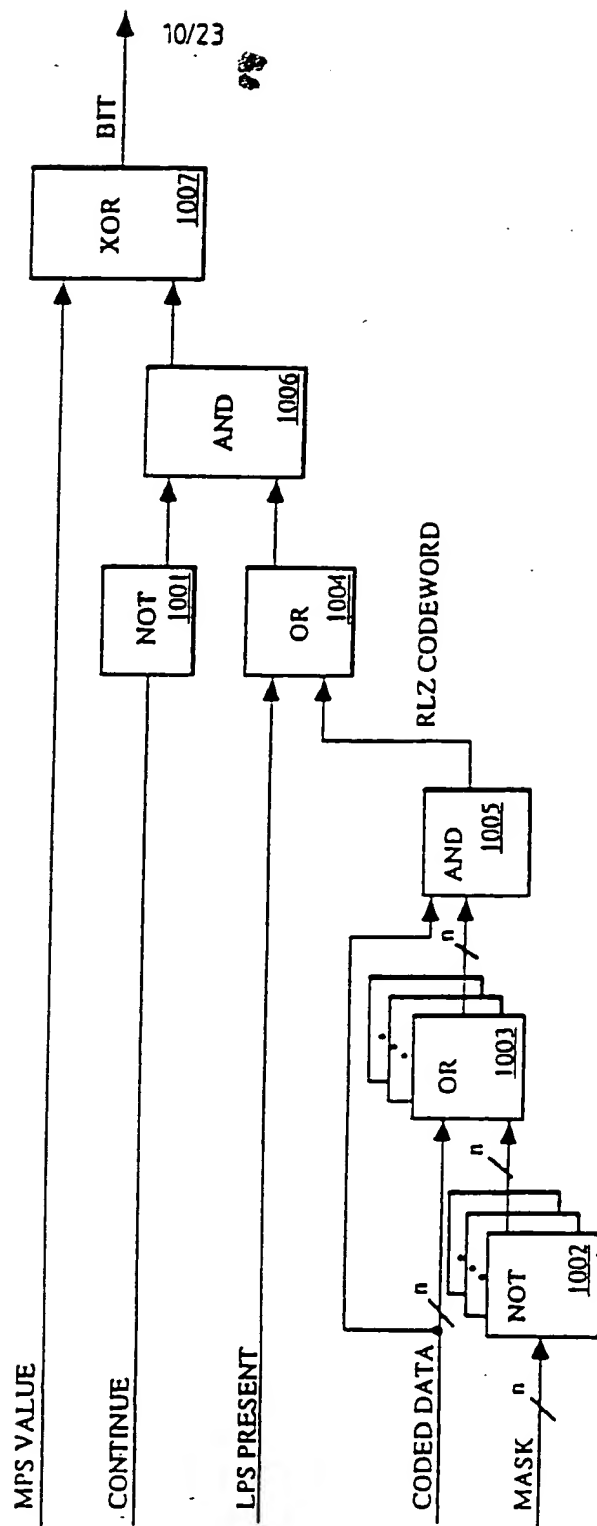 10/23
MPS VALUE
CONTINUE
LPS PRESENT
CODED DATA
MASK
n
n
NOT
1002
n
OR
1003
n
AND
1005
RLZ CODEWORD
NOT
1001
OR
1004
AND
1006
XOR
1007
BIT